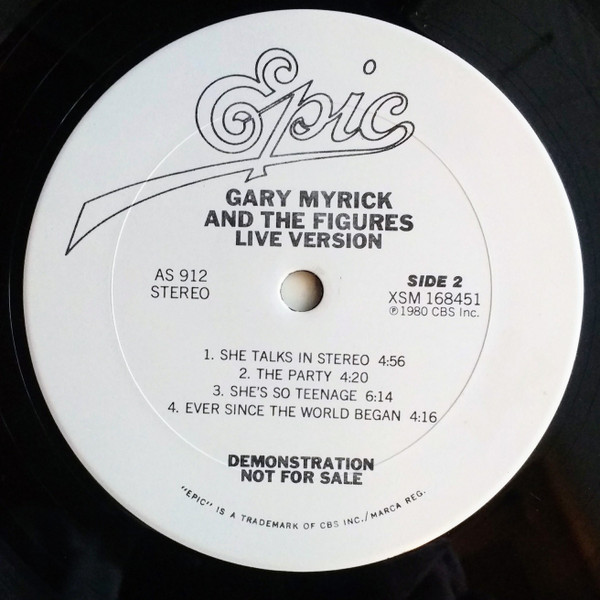 Epic
GARY MYRICK
AND THE FIGURES
LIVE VERSION
AS 912
STEREO
SIDE 2
XSM 168451
℗1980 CBS Inc.
1. SHE TALKS IN STEREO 4:56
2. THE PARTY 4:20
3. SHE'S SO TEENAGE 6:14
4. EVER SINCE THE WORLD BEGAN 4:16
DEMONSTRATION
NOT FOR SALE
"EPIC" IS A TRADEMARK OF CBS INC./MARCA REG.